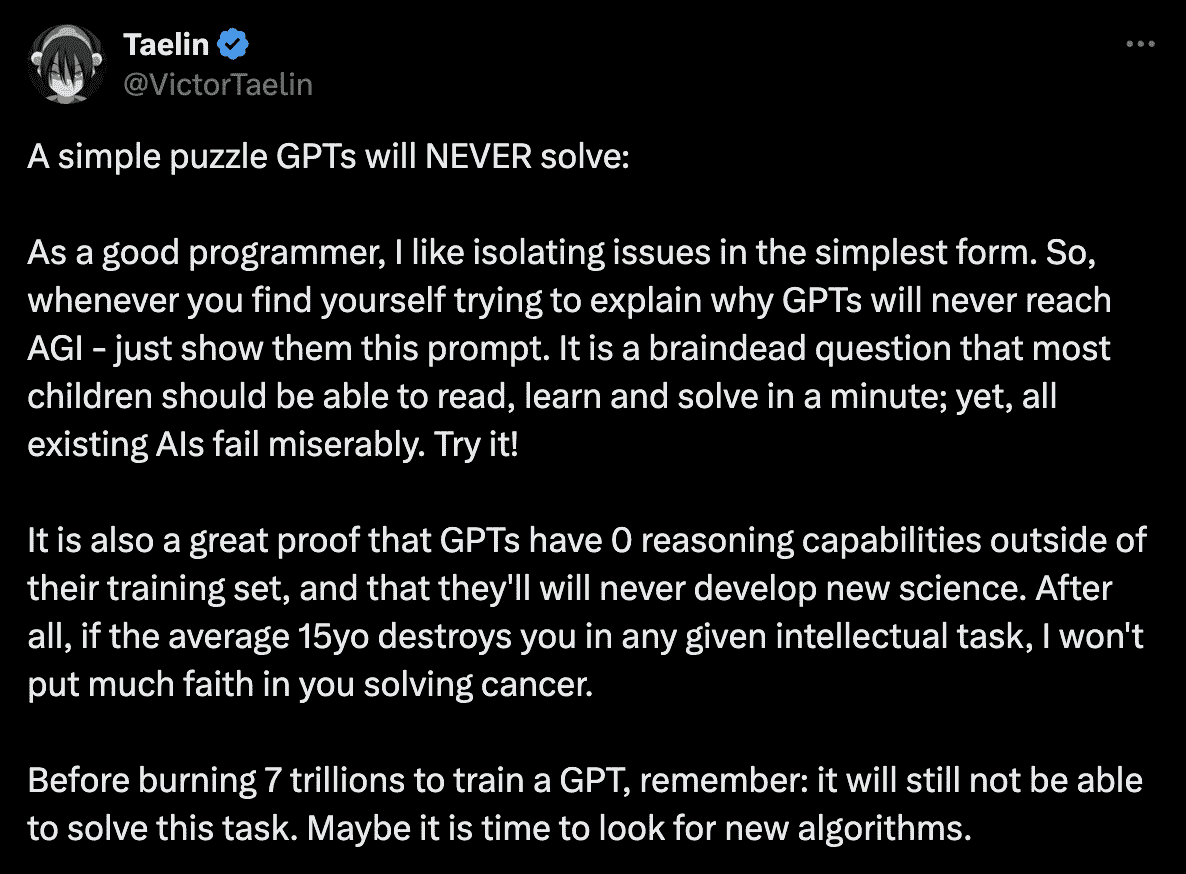 Taelin
@VictorTaelin
A simple puzzle GPTs will NEVER solve:
As a good programmer, I like isolating issues in the simplest form. So,
whenever you find yourself trying to explain why GPTs will never reach
AGI - just show them this prompt. It is a braindead question that most
children should be able to read, learn and solve in a minute; yet, all
existing AIs fail miserably. Try it!
It is also a great proof that GPTs have 0 reasoning capabilities outside of
their training set, and that they'll will never develop new science. After
all, if the average 15yo destroys you in any given intellectual task, I won't
put much faith in you solving cancer.
Before burning 7 trillions to train a GPT, remember: it will still not be able
to solve this task. Maybe it is time to look for new algorithms.